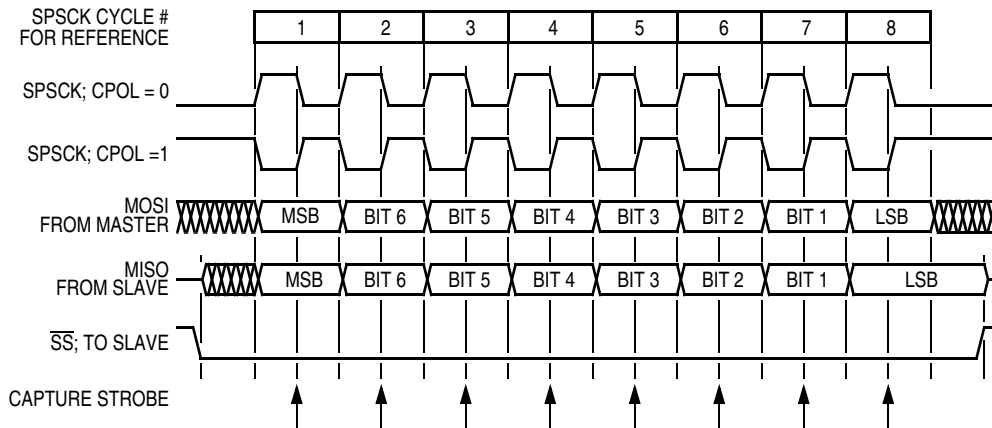 SPSCK CYCLE #
FOR REFERENCE
1 2 3 4 5 6 7 8
SPSCK; CPOL = 0
SPSCK; CPOL =1
MOSI
FROM MASTER
MSB BIT 6 BIT 5 BIT 4 BIT 3 BIT 2 BIT 1 LSB
MISO
FROM SLAVE
MSB BIT 6 BIT 5 BIT 4 BIT 3 BIT 2 BIT 1 LSB
SS; TO SLAVE
CAPTURE STROBE